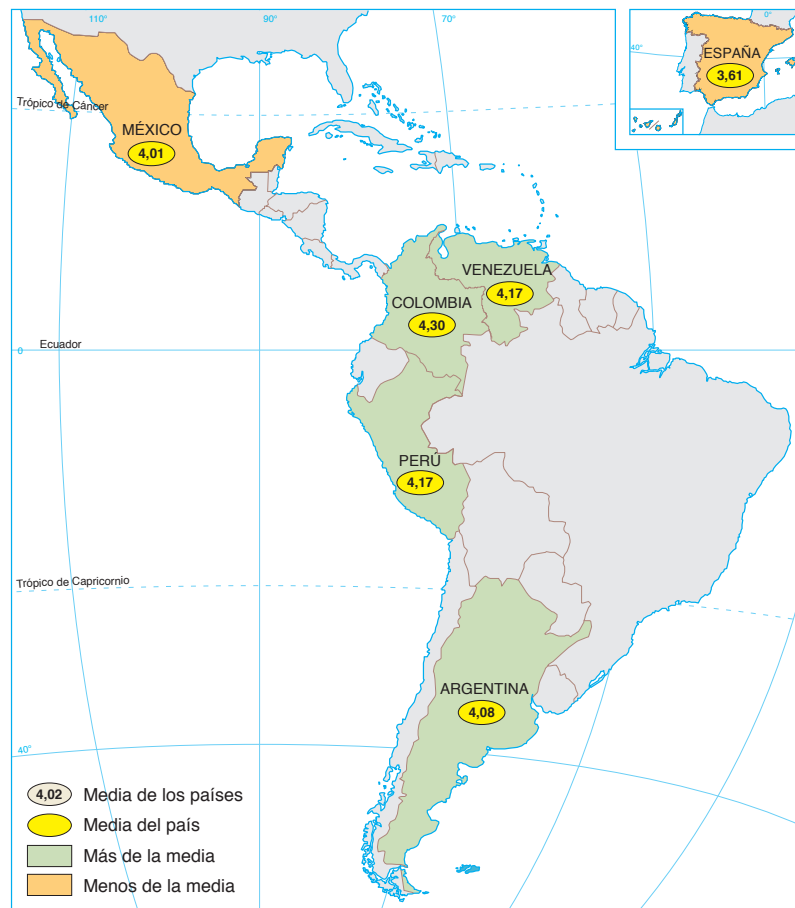 110°
90°
70°
0°
40°
ESPAÑA
3,61
Trópico de Cáncer
MÉXICO
4,01
VENEZUELA
4,17
COLOMBIA
4,30
Ecuador
0
PERÚ
4,17
Trópico de Capricornio
ARGENTINA
4,08
40°
4,02 Media de los países
Media del país
Más de la media
Menos de la media